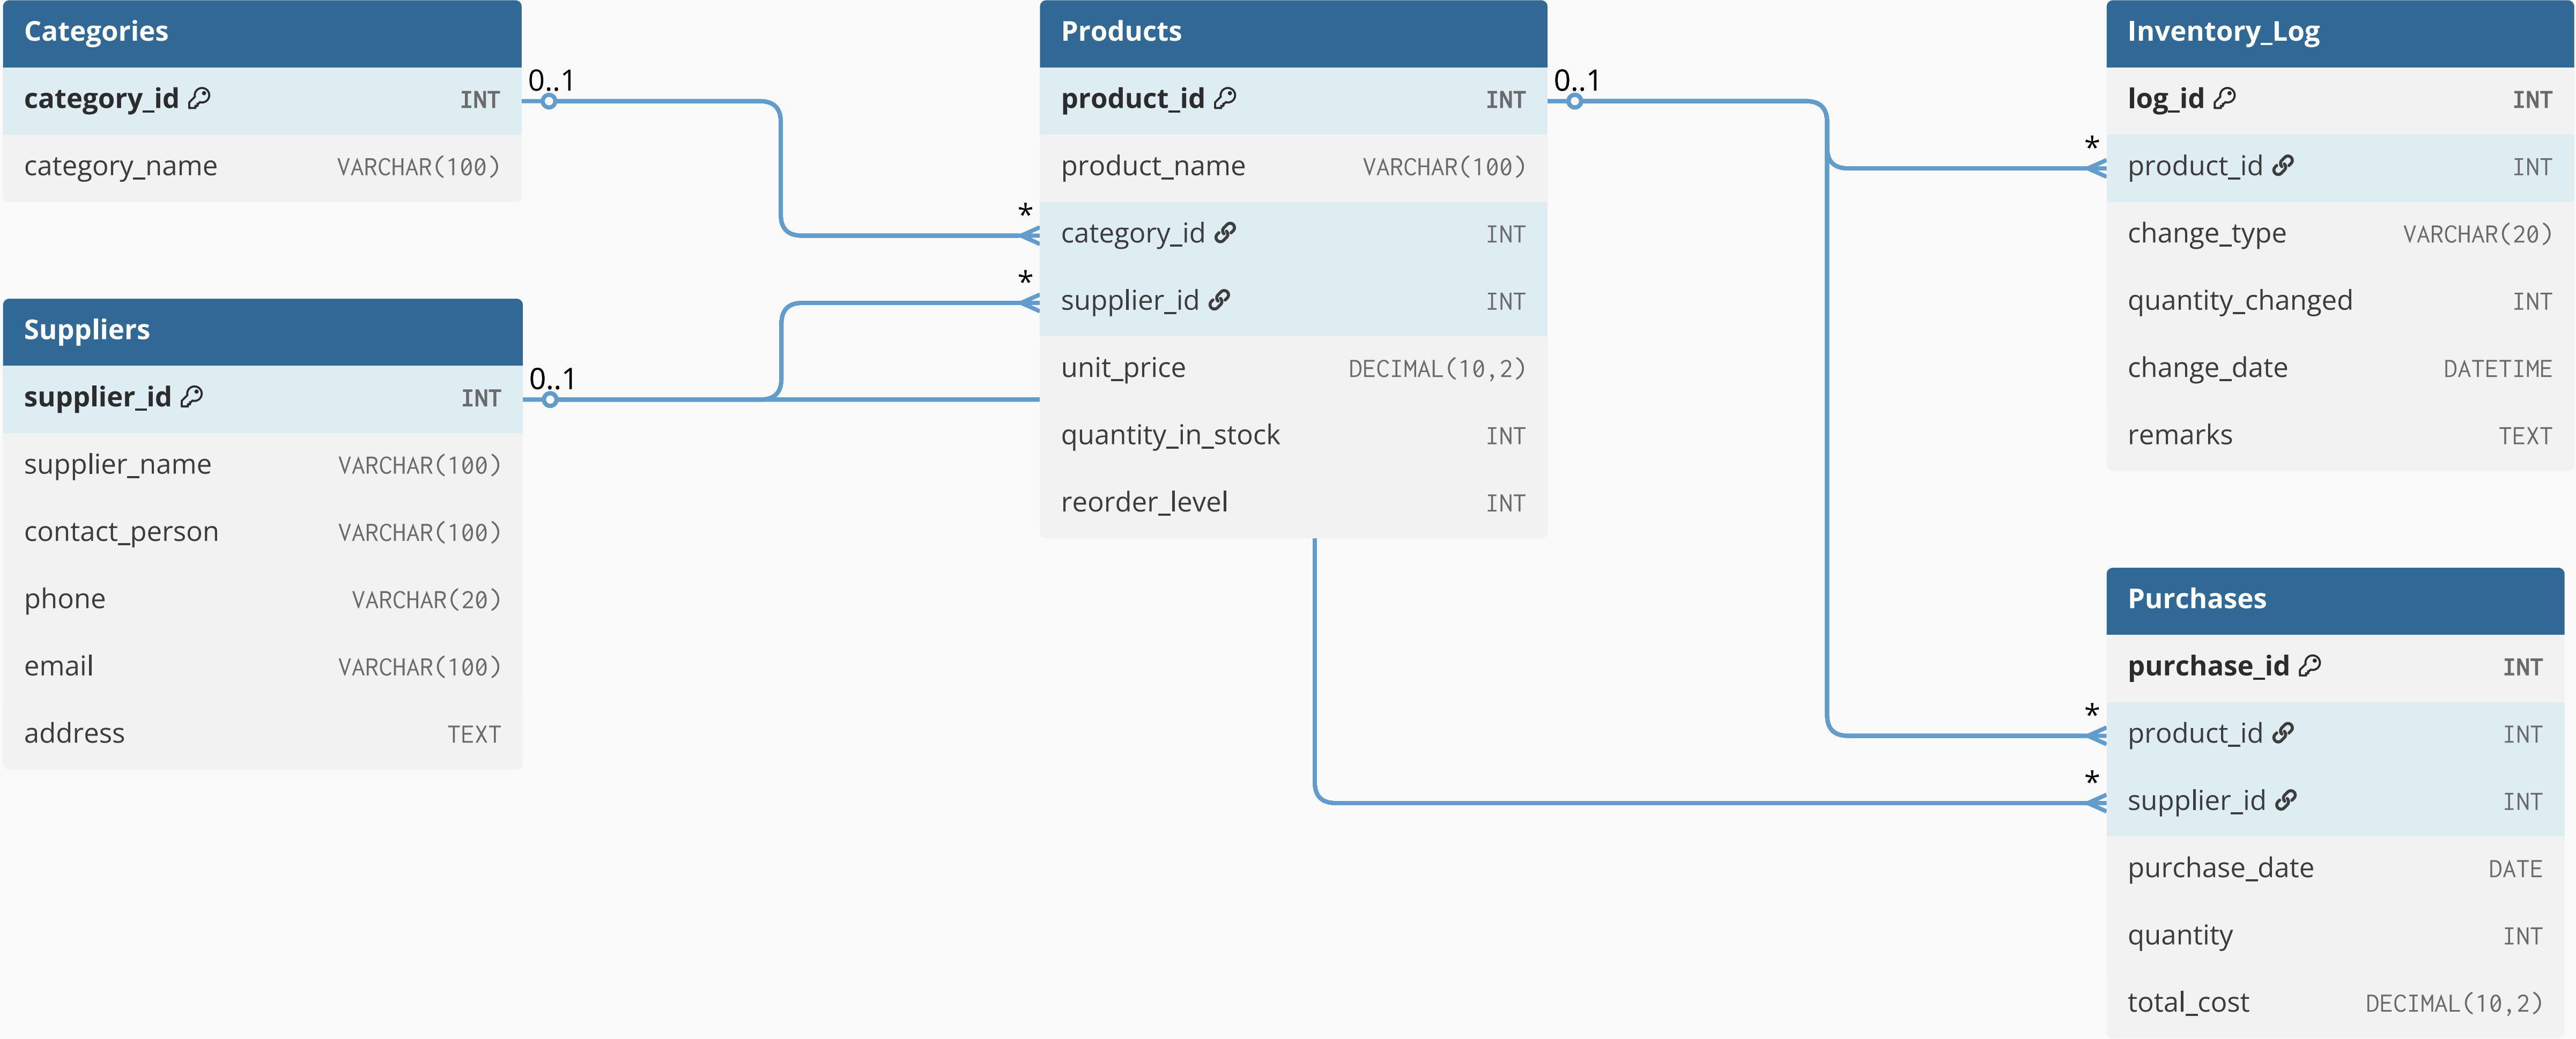 Categories
category_id INT
category_name VARCHAR(100)
0..1
*
Suppliers
supplier_id INT
supplier_name VARCHAR(100)
contact_person VARCHAR(100)
phone VARCHAR(20)
email VARCHAR(100)
address TEXT
0..1
*
Products
product_id INT
product_name VARCHAR(100)
category_id INT
supplier_id INT
unit_price DECIMAL(10,2)
quantity_in_stock INT
reorder_level INT
0..1
*
Inventory_Log
log_id INT
product_id INT
change_type VARCHAR(20)
quantity_changed INT
change_date DATETIME
remarks TEXT
*
*
Purchases
purchase_id INT
product_id INT
supplier_id INT
purchase_date DATE
quantity INT
total_cost DECIMAL(10,2)